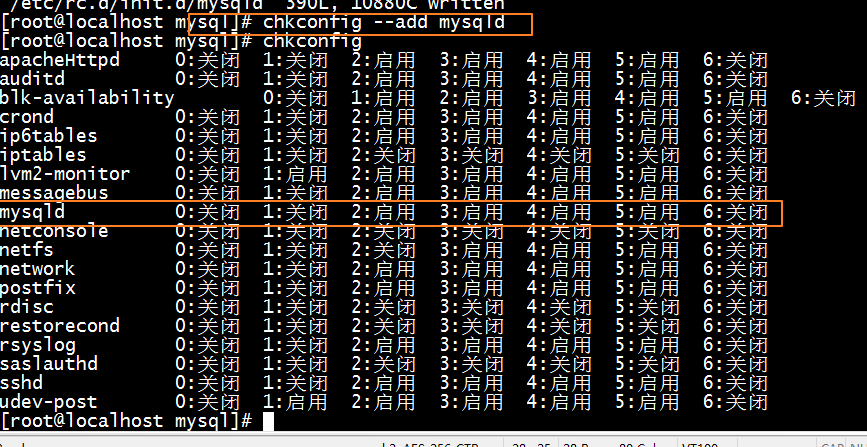 /etc/rc.d/init.d/mysqld" 390L, 10880C written
[root@localhost mysql]# chkconfig --add mysqld
[root@localhost mysql]# chkconfig
apacheHttpd 0:关闭 1:关闭 2:启用 3:启用 4:启用 5:启用 6:关闭
auditd 0:关闭 1:关闭 2:启用 3:启用 4:启用 5:启用 6:关闭
blk-availability 0:关闭 1:启用 2:启用 3:启用 4:启用 5:启用 6:关闭
crond 0:关闭 1:关闭 2:启用 3:启用 4:启用 5:启用 6:关闭
ip6tables 0:关闭 1:关闭 2:启用 3:启用 4:启用 5:启用 6:关闭
iptables 0:关闭 1:关闭 2:关闭 3:关闭 4:关闭 5:关闭 6:关闭
lvm2-monitor 0:关闭 1:启用 2:启用 3:启用 4:启用 5:启用 6:关闭
messagebus 0:关闭 1:关闭 2:启用 3:启用 4:启用 5:启用 6:关闭
mysqld 0:关闭 1:关闭 2:启用 3:启用 4:启用 5:启用 6:关闭
netconsole 0:关闭 1:关闭 2:关闭 3:关闭 4:关闭 5:关闭 6:关闭
netfs 0:关闭 1:关闭 2:关闭 3:启用 4:启用 5:启用 6:关闭
network 0:关闭 1:关闭 2:启用 3:启用 4:启用 5:启用 6:关闭
postfix 0:关闭 1:关闭 2:启用 3:启用 4:启用 5:启用 6:关闭
rdisc 0:关闭 1:关闭 2:关闭 3:关闭 4:关闭 5:关闭 6:关闭
restorecond 0:关闭 1:关闭 2:关闭 3:关闭 4:关闭 5:关闭 6:关闭
rsyslog 0:关闭 1:关闭 2:启用 3:启用 4:启用 5:启用 6:关闭
saslauthd 0:关闭 1:关闭 2:关闭 3:关闭 4:关闭 5:关闭 6:关闭
sshd 0:关闭 1:关闭 2:启用 3:启用 4:启用 5:启用 6:关闭
udev-post 0:关闭 1:启用 2:启用 3:启用 4:启用 5:启用 6:关闭
[root@localhost mysql]#